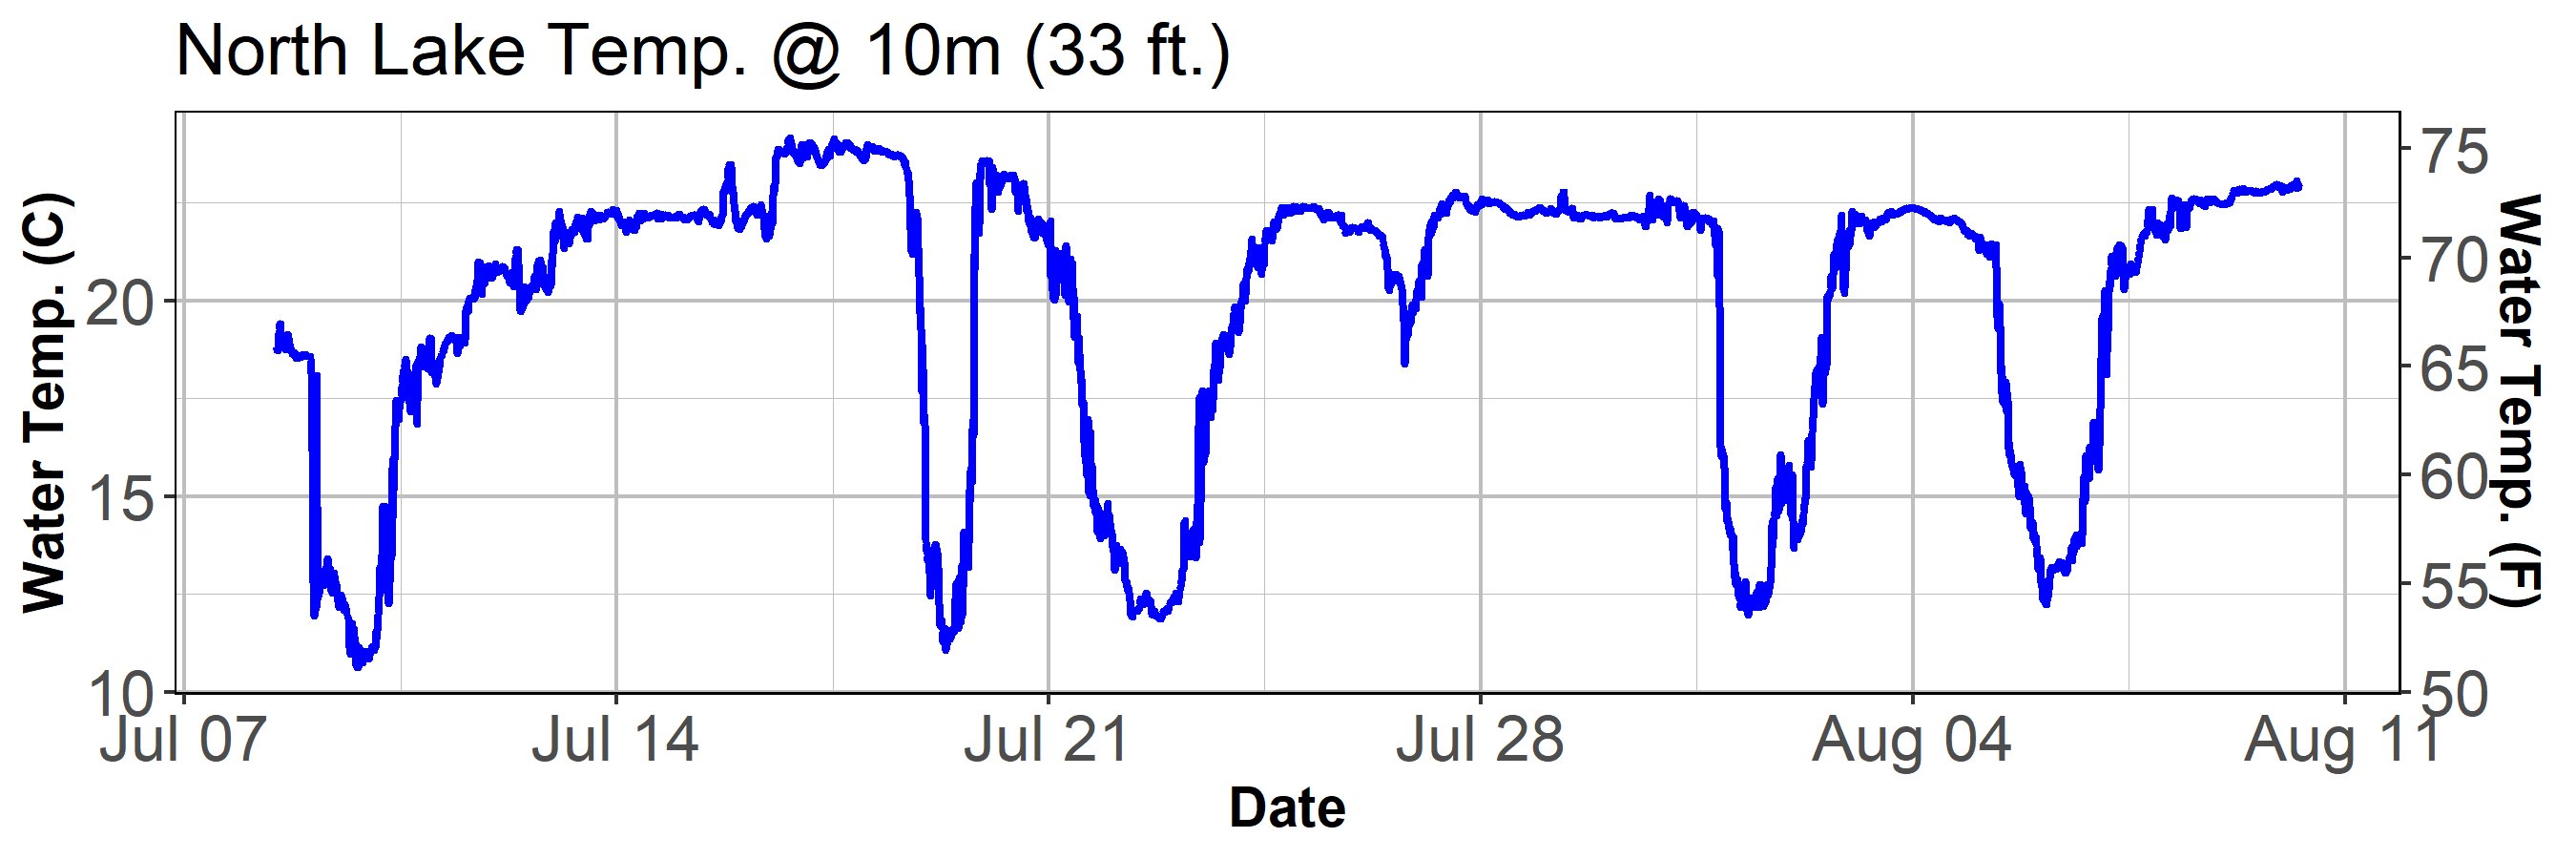 North Lake Temp. @ 10m (33 ft.)
Water Temp. (C)
20
15
10
75
70
65
60
55
50
Water Temp. (F)
Jul 07
Jul 14
Jul 21
Jul 28
Aug 04
Aug 11
Date